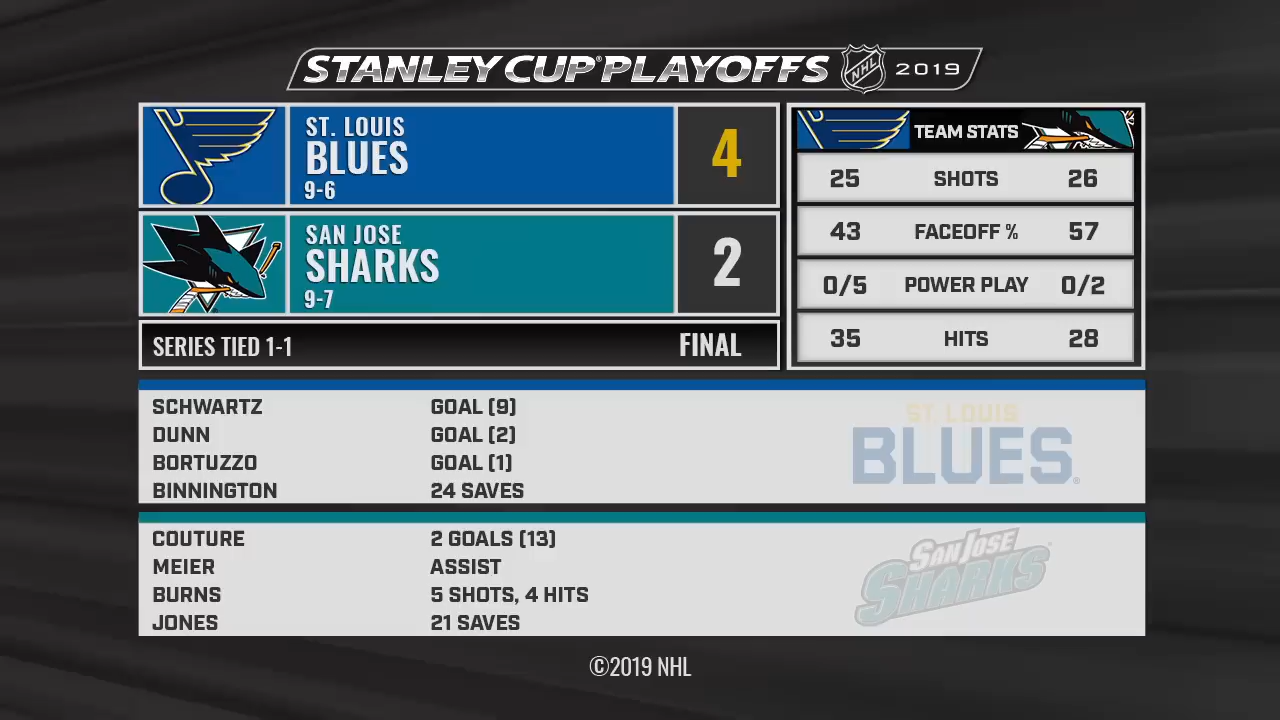 STANLEY CUP® PLAYOFFS NHL 2019
ST. LOUIS
BLUES
9-6
4
SAN JOSE
SHARKS
9-7
2
SERIES TIED 1-1 FINAL
TEAM STATS
25 SHOTS 26
43 FACEOFF % 57
0/5 POWER PLAY 0/2
35 HITS 28
SCHWARTZ GOAL (9)
DUNN GOAL (2)
BORTUZZO GOAL (1)
BINNINGTON 24 SAVES
ST LOUIS
BLUES®
COUTURE 2 GOALS (13)
MEIER ASSIST
BURNS 5 SHOTS, 4 HITS
JONES 21 SAVES
SAN JOSE
SHARKS
©2019 NHL